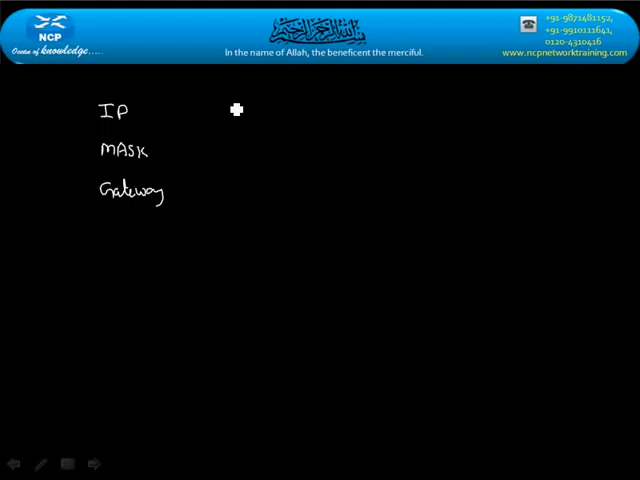 NCP
Ocean of knowledge.....
بسم الله الرحمن الرحيم
In the name of Allah, the beneficent the merciful.
+91-9871481152,
+91-9910111641,
0120-4310416
www.ncpnetworktraining.com
IP
MASK
Gateway